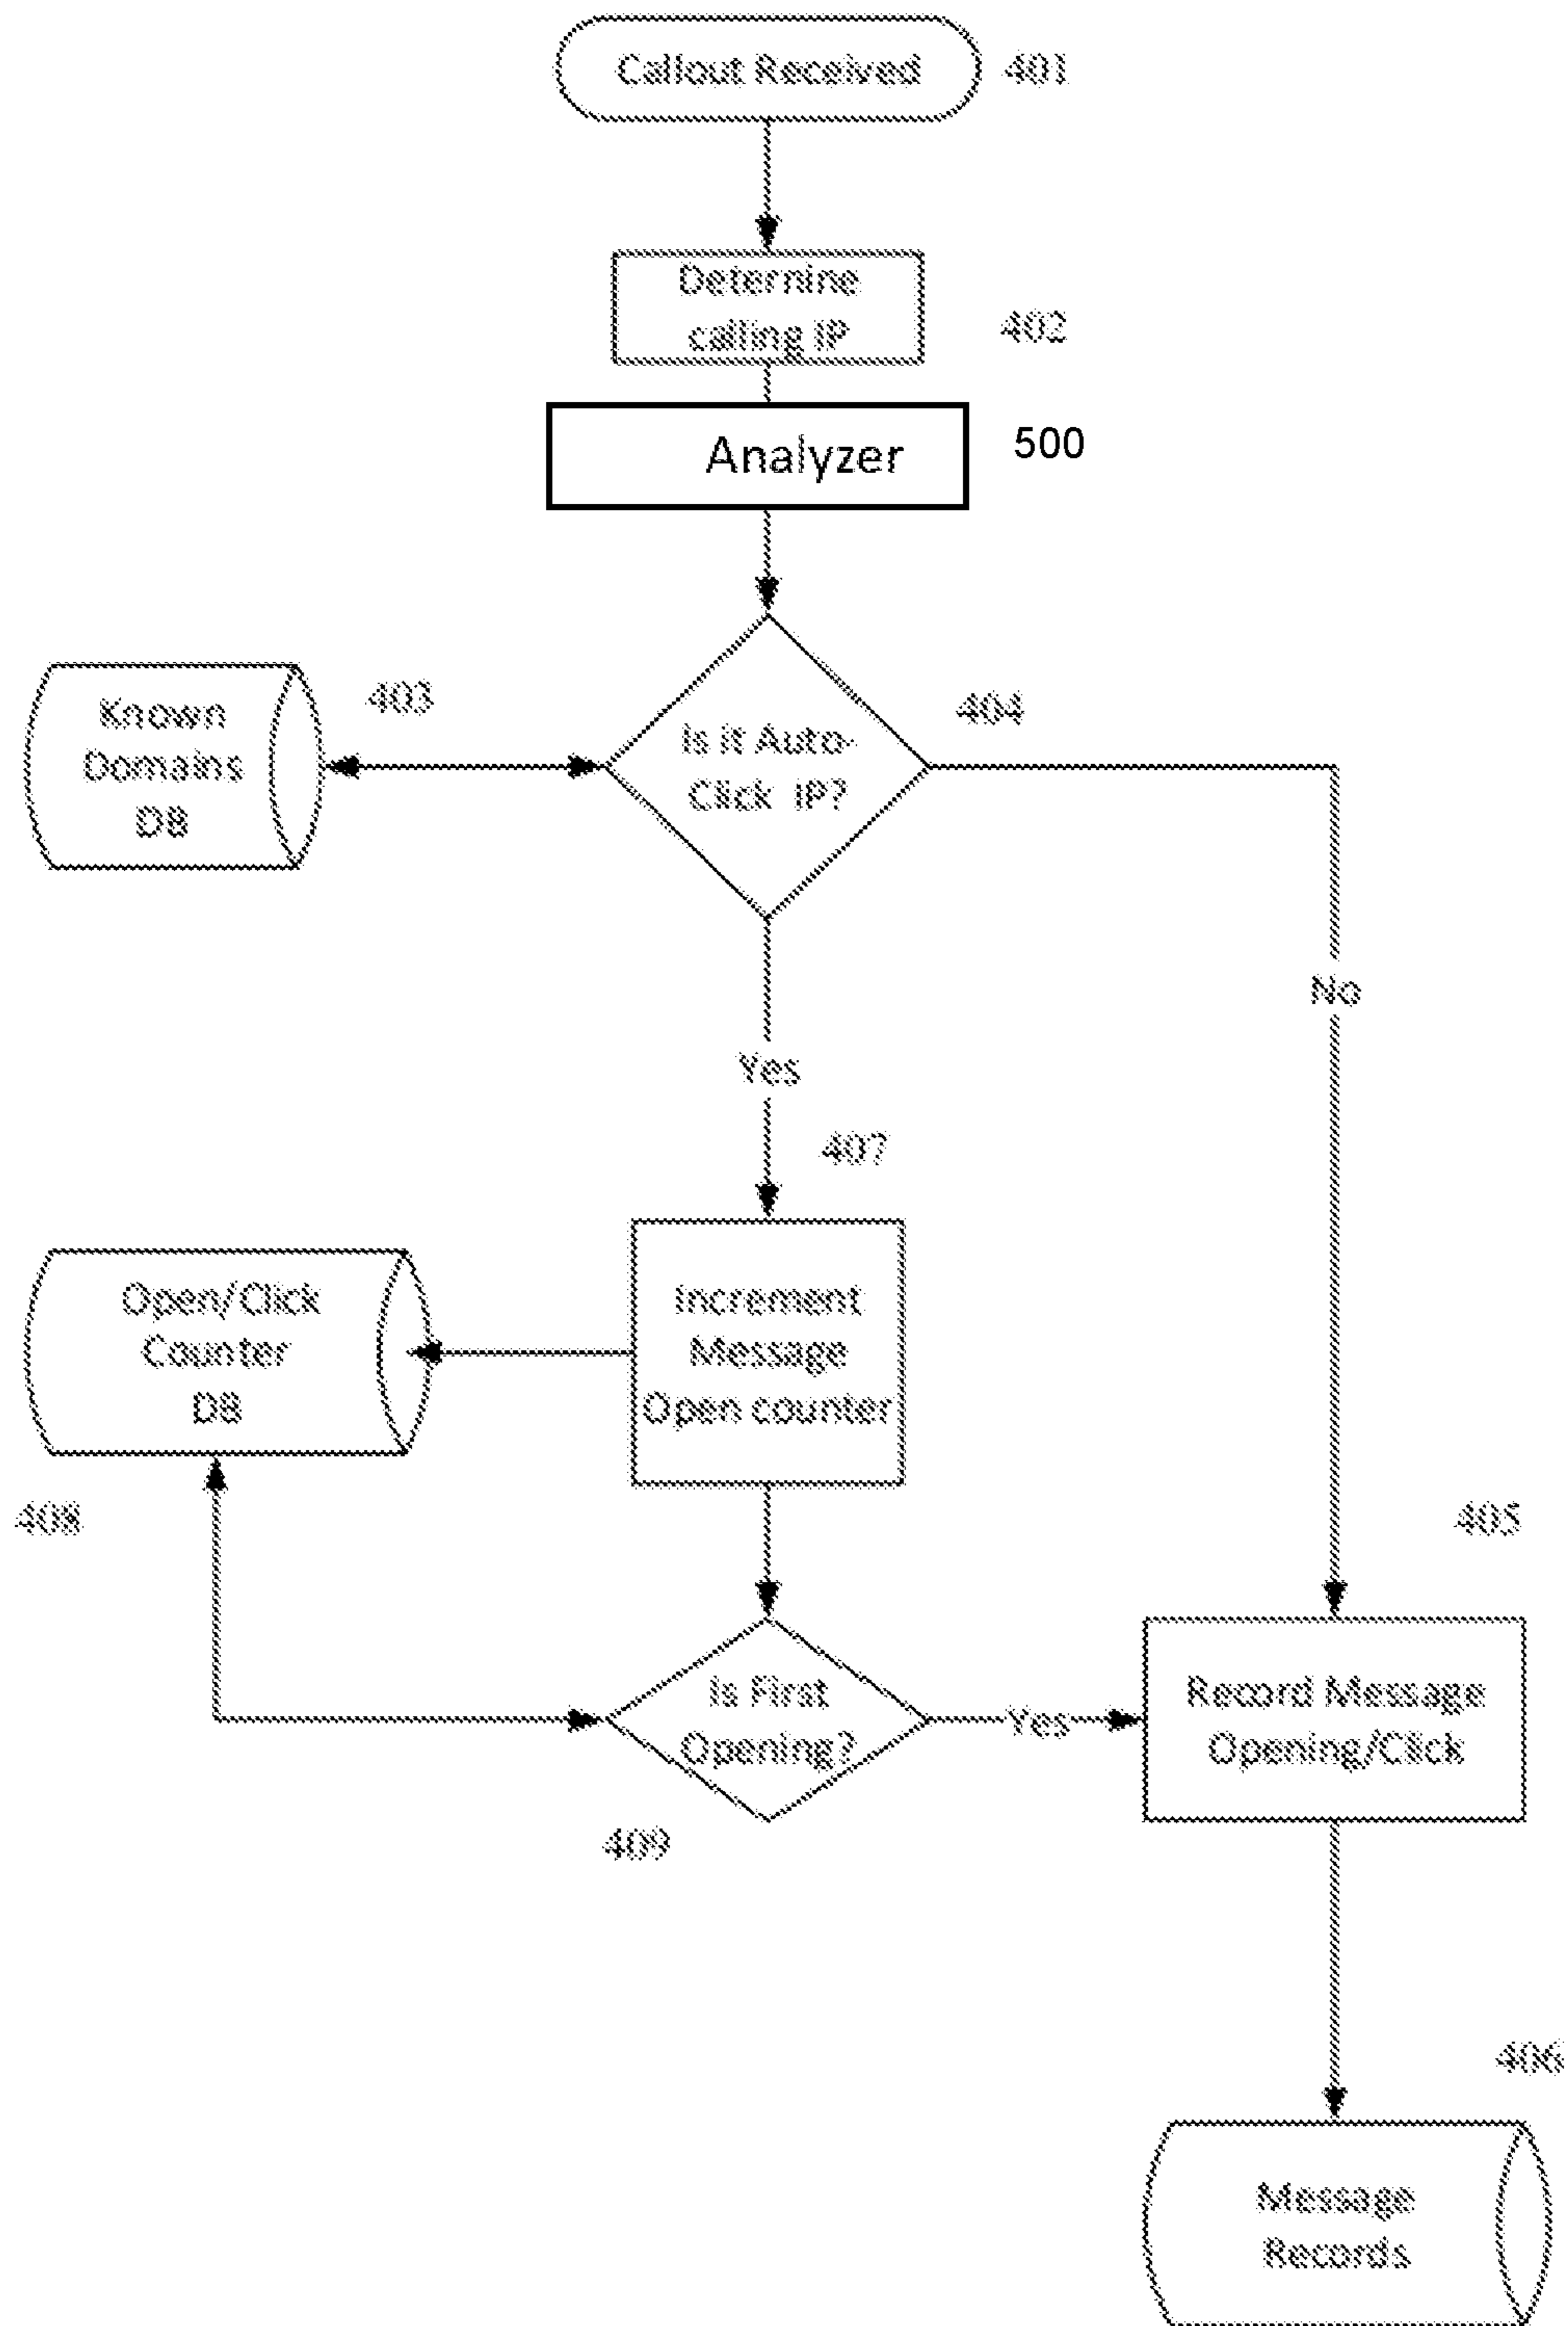 Callout Received
401
Determine
calling IP
402
Analyzer
500
Known
Domains
DB
403
Is it Auto-
Click IP?
404
No
Yes
407
Open/Click
Counter
DB
Increment
Message
Open counter
408
405
Is First
Opening?
Yes
Record Message
Opening/Click
409
406
Message
Records